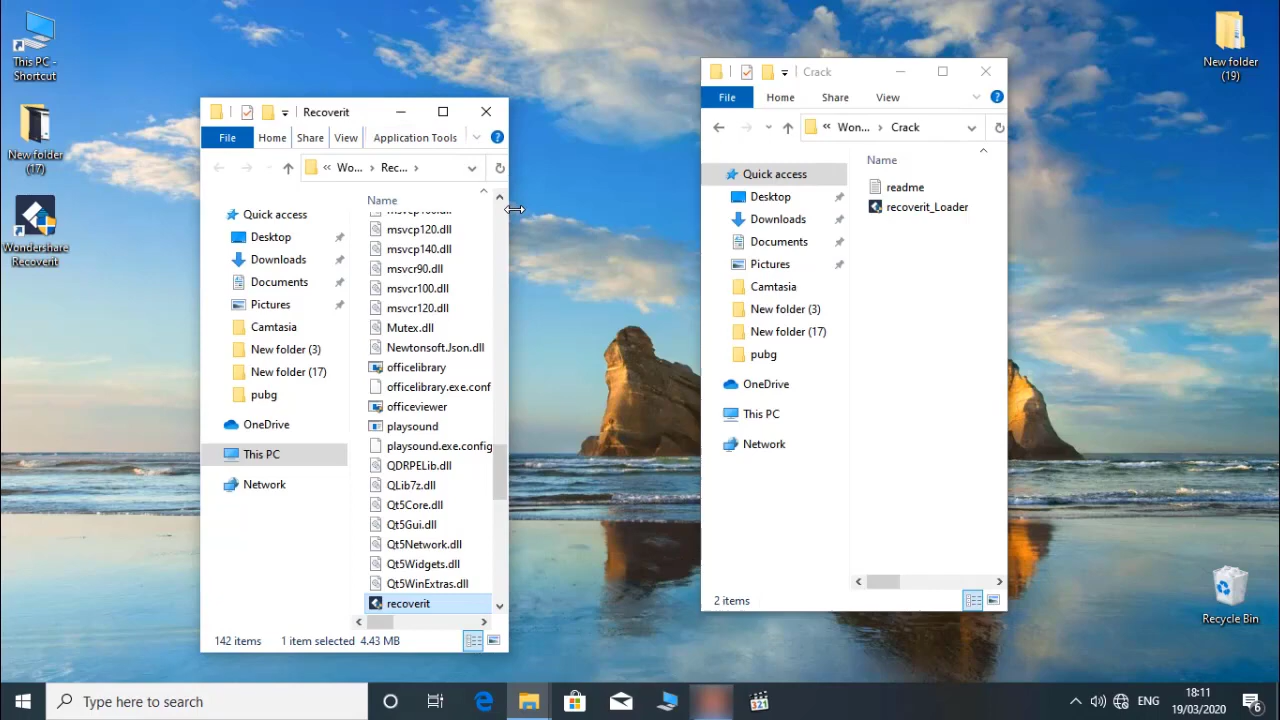 This PC -
Shortcut
New folder
(17)
Wondershare
Recoverit
Recoverit
File
Home
Share
View
Application Tools
Wo...
Rec...
Name
Quick access
Desktop
Downloads
Documents
Pictures
Camtasia
New folder (3)
New folder (17)
pubg
OneDrive
This PC
Network
msvcp120.dll
msvcp140.dll
msvcr90.dll
msvcr100.dll
msvcr120.dll
Mutex.dll
NewtonsoftJson.dll
officelibrary
officelibrary.exe.conf
officeviewer
playsound
playsound.exe.config
QDRPELib.dll
QLib7z.dll
Qt5Core.dll
Qt5Gui.dll
Qt5Network.dll
Qt5Widgets.dll
Qt5WinExtras.dll
recoverit
142 items
1 item selected
4.43 MB
Crack
File
Home
Share
View
Won...
Crack
Name
Quick access
Desktop
Downloads
Documents
Pictures
Camtasia
New folder (3)
New folder (17)
pubg
OneDrive
This PC
Network
readme
recoverit_Loader
2 items
New folder
(19)
Recycle Bin
Type here to search
321
ENG
18:11
19/03/2020
6